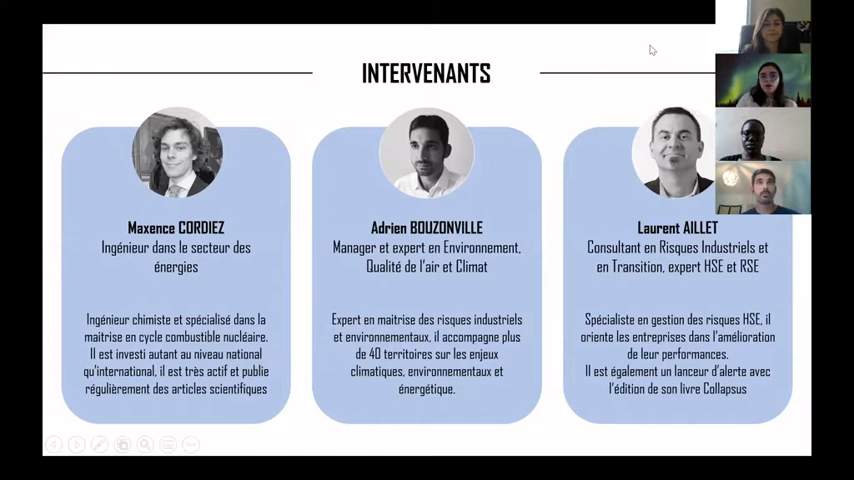 INTERVENANTS
Maxence CORDIEZ
Ingénieur dans le secteur des
énergies
Ingénieur chimiste et spécialisé dans la
maitrise en cycle combustible nucléaire.
Il est investi autant au niveau national
qu'international, il est très actif et publie
régulièrement des articles scientifiques
Adrien BOUZONVILLE
Manager et expert en Environnement,
Qualité de l'air et Climat
Expert en maitrise des risques industriels
et environnementaux, il accompagne plus
de 40 territoires sur les enjeux
climatiques, environnementaux et
énergétique.
Laurent AILLET
Consultant en Risques Industriels et
en Transition, expert HSE et RSE
Spécialiste en gestion des risques HSE, il
oriente les entreprises dans l'amélioration
de leur performances.
Il est également un lanceur d'alerte avec
l'édition de son livre Collapsus